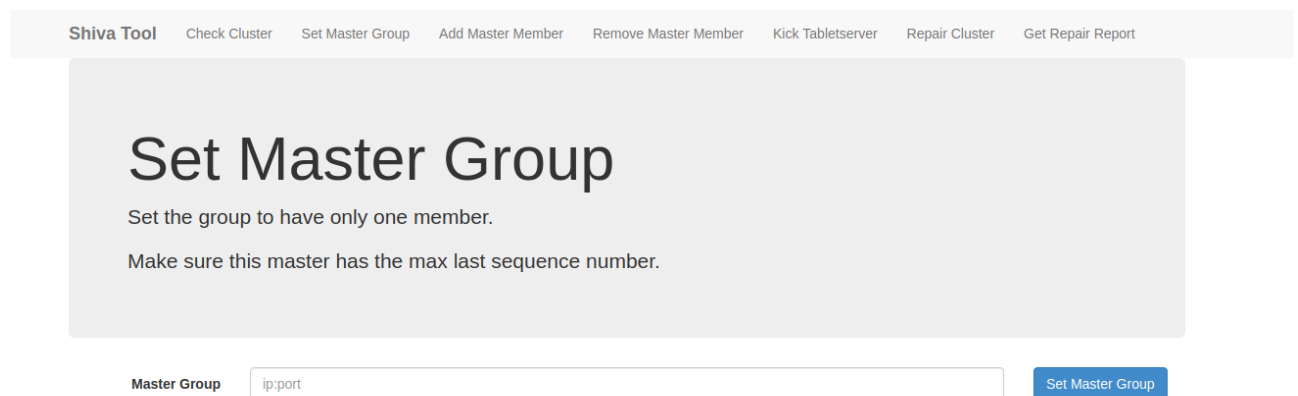 Shiva Tool Check Cluster Set Master Group Add Master Member Remove Master Member Kick Tabletserver Repair Cluster Get Repair Report
Set Master Group
Set the group to have only one member.
Make sure this master has the max last sequence number.
Master Group ip:port Set Master Group